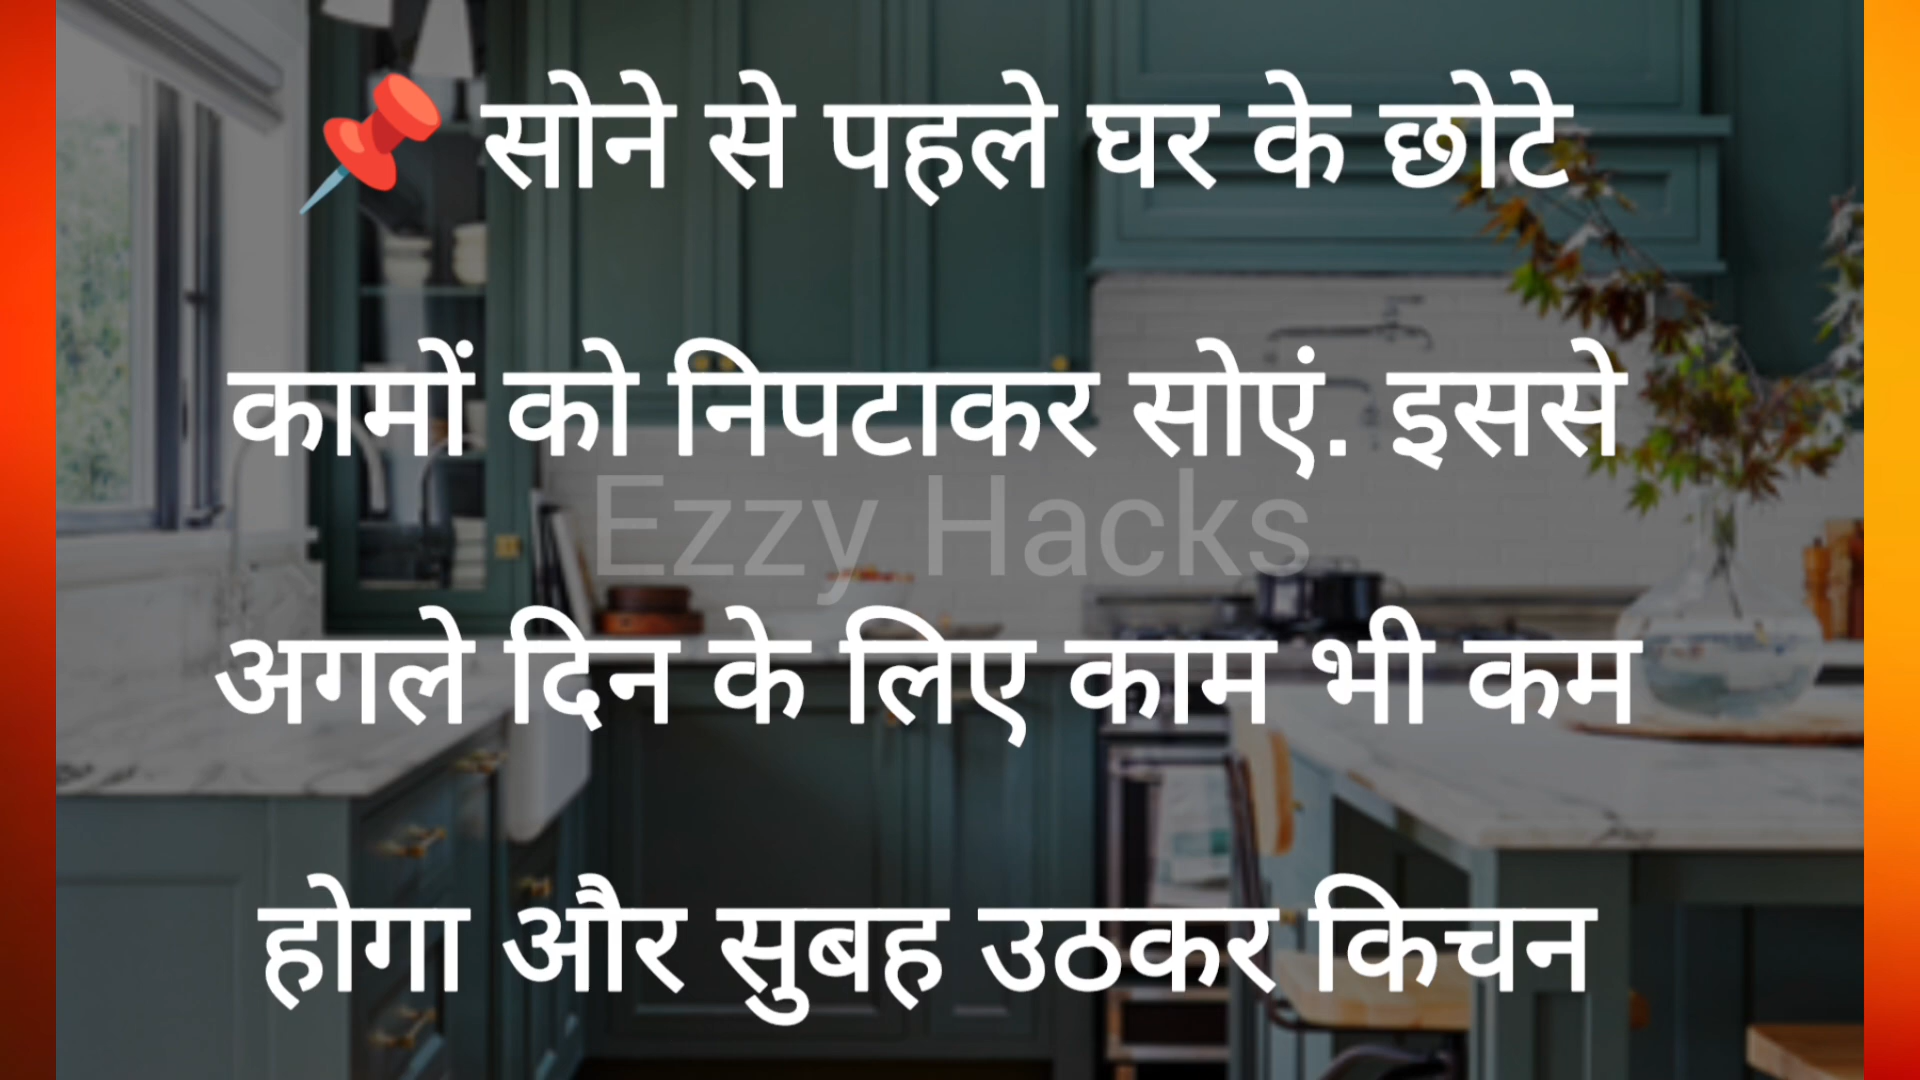 📌 सोने से पहले घर के छोटे
कामों को निपटाकर सोएं. इससे
Ezzy Hacks
अगले दिन के लिए काम भी कम
होगा और सुबह उठकर किचन